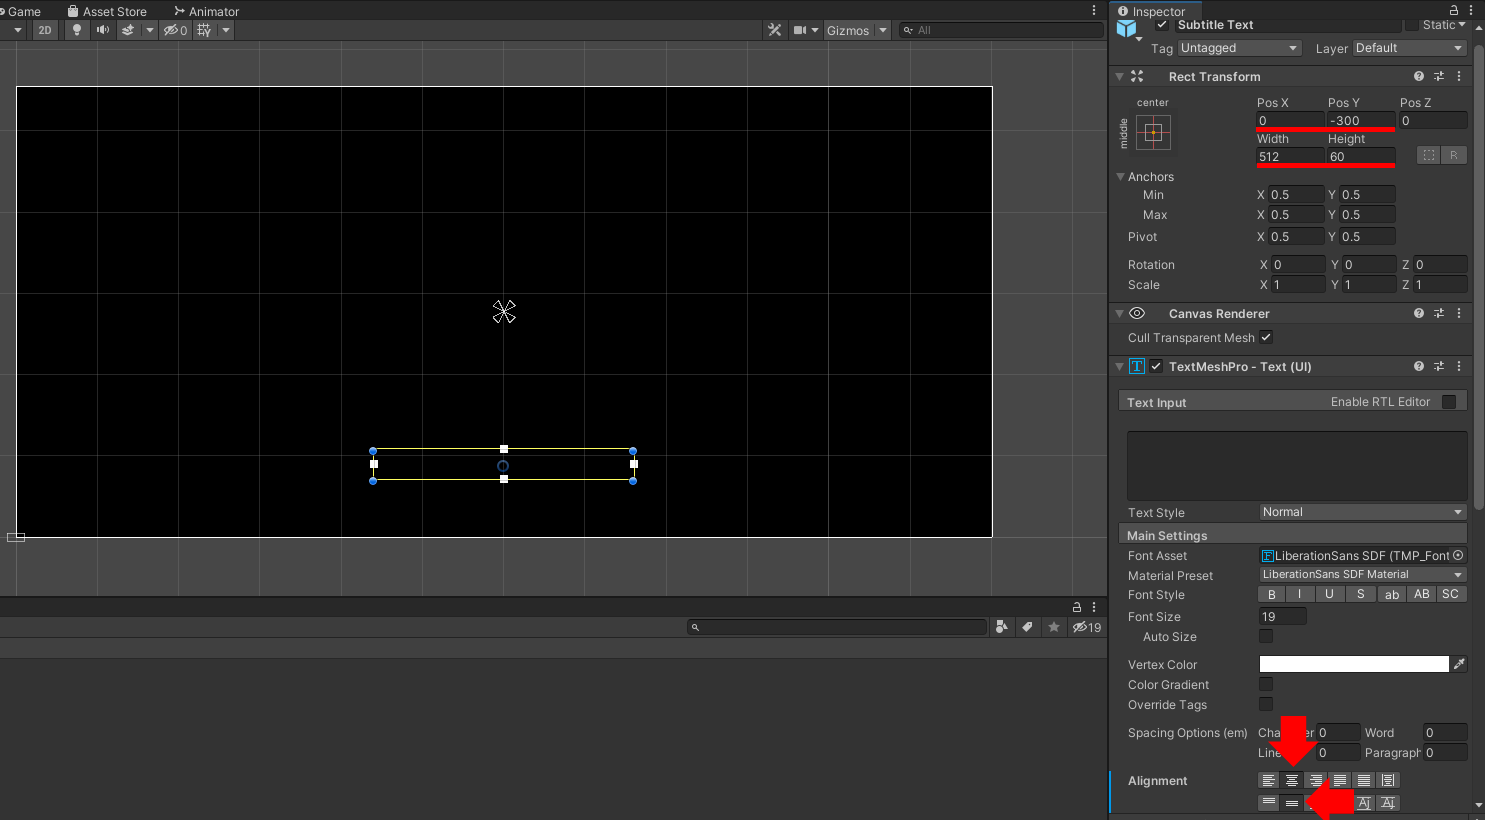 Game Asset Store Animator
2D 0 Gizmos All
Inspector
Subtitle Text Static
Tag Untagged Layer Default
Rect Transform
center
middle
Pos X Pos Y Pos Z
0 -300 0
Width Height
512 60
R
Anchors
Min X 0.5 Y 0.5
Max X 0.5 Y 0.5
Pivot X 0.5 Y 0.5
Rotation X 0 Y 0 Z 0
Scale X 1 Y 1 Z 1
Canvas Renderer
Cull Transparent Mesh
T TextMeshPro - Text (UI)
Text Input Enable RTL Editor
Text Style Normal
Main Settings
Font Asset LiberationSans SDF (TMP_Font
Material Preset LiberationSans SDF Material
Font Style B I U S ab AB SC
Font Size 19
Auto Size
Vertex Color
Color Gradient
Override Tags
Spacing Options (em) Cha er 0 Word 0
Line 0 Paragraph 0
Alignment
19